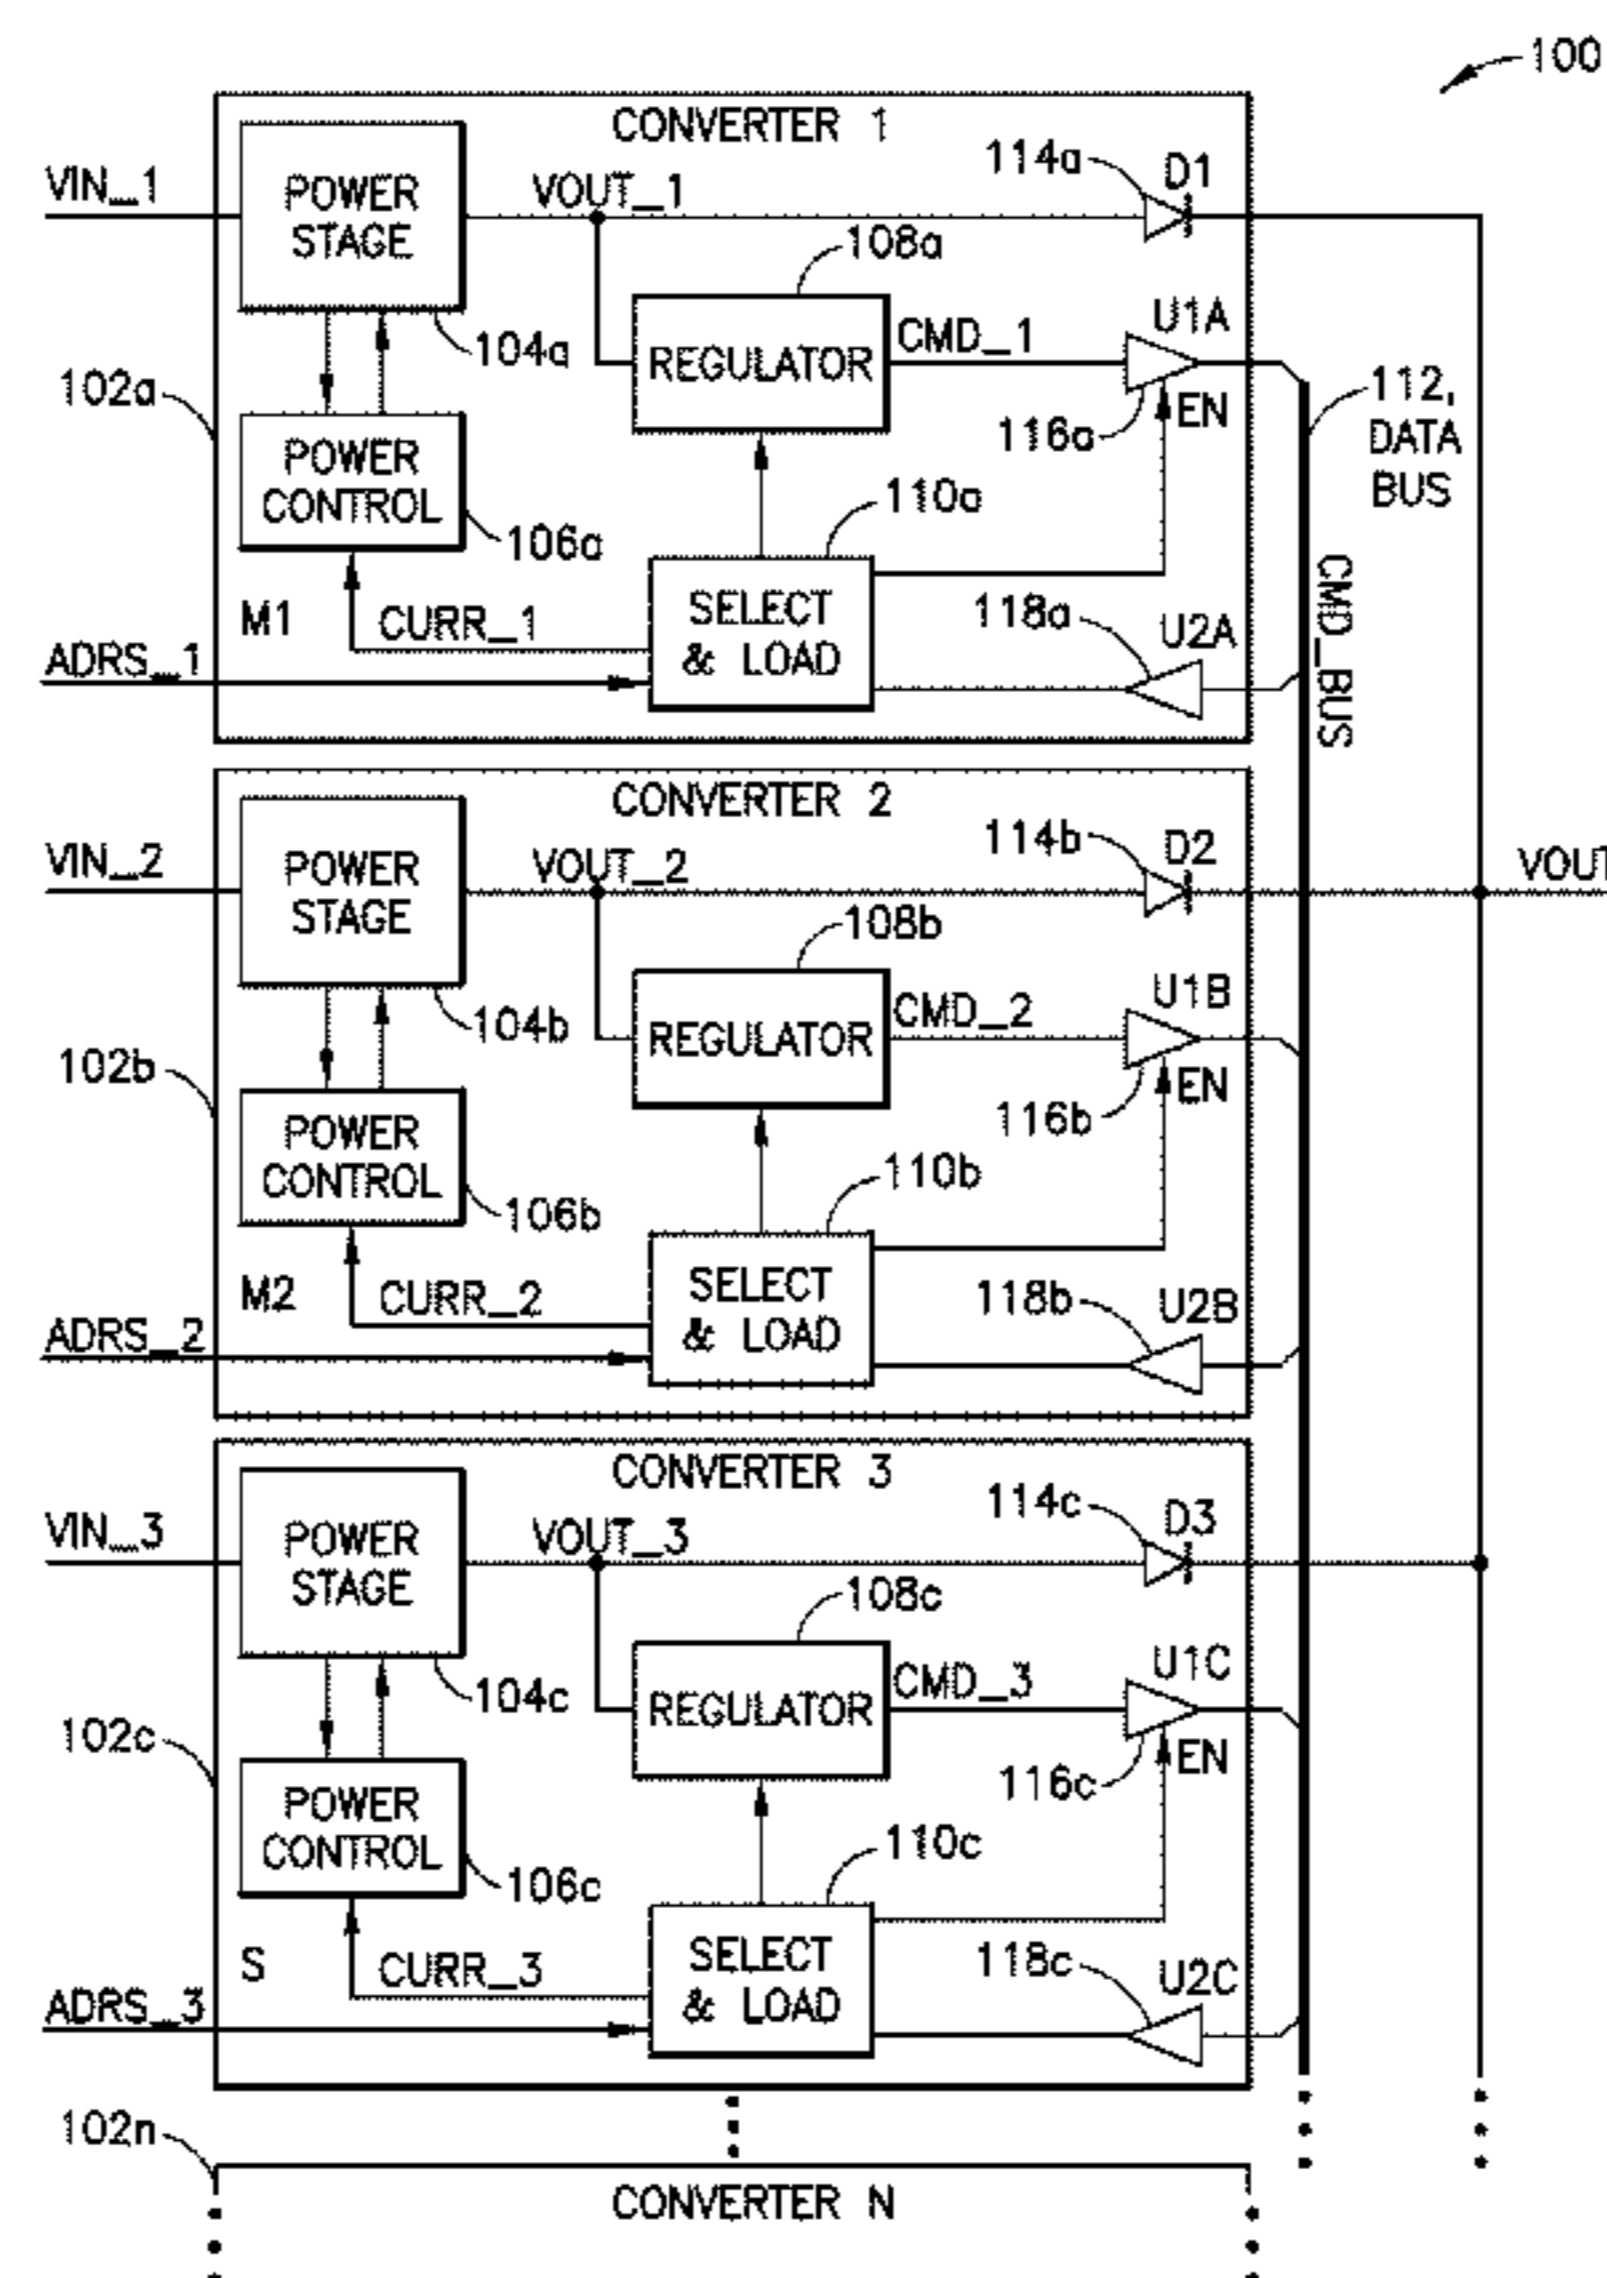 100
CONVERTER 1
VIN_1
POWER
STAGE
VOUT_1
114a
D1
108a
104a
REGULATOR
CMD_1
U1A
102a
116a
EN
112,
DATA
BUS
POWER
CONTROL
106a
110a
CMD_BUS
M1
CURR_1
SELECT
& LOAD
118a
U2A
ADRS_1
CONVERTER 2
VIN_2
POWER
STAGE
VOUT_2
114b
D2
VOUT
108b
104b
REGULATOR
CMD_2
U1B
102b
116b
EN
POWER
CONTROL
106b
110b
M2
CURR_2
SELECT
& LOAD
118b
U2B
ADRS_2
CONVERTER 3
VIN_3
POWER
STAGE
VOUT_3
114c
D3
108c
104c
REGULATOR
CMD_3
U1C
102c
116c
EN
POWER
CONTROL
106c
110c
S
CURR_3
SELECT
& LOAD
118c
U2C
ADRS_3
102n
CONVERTER N